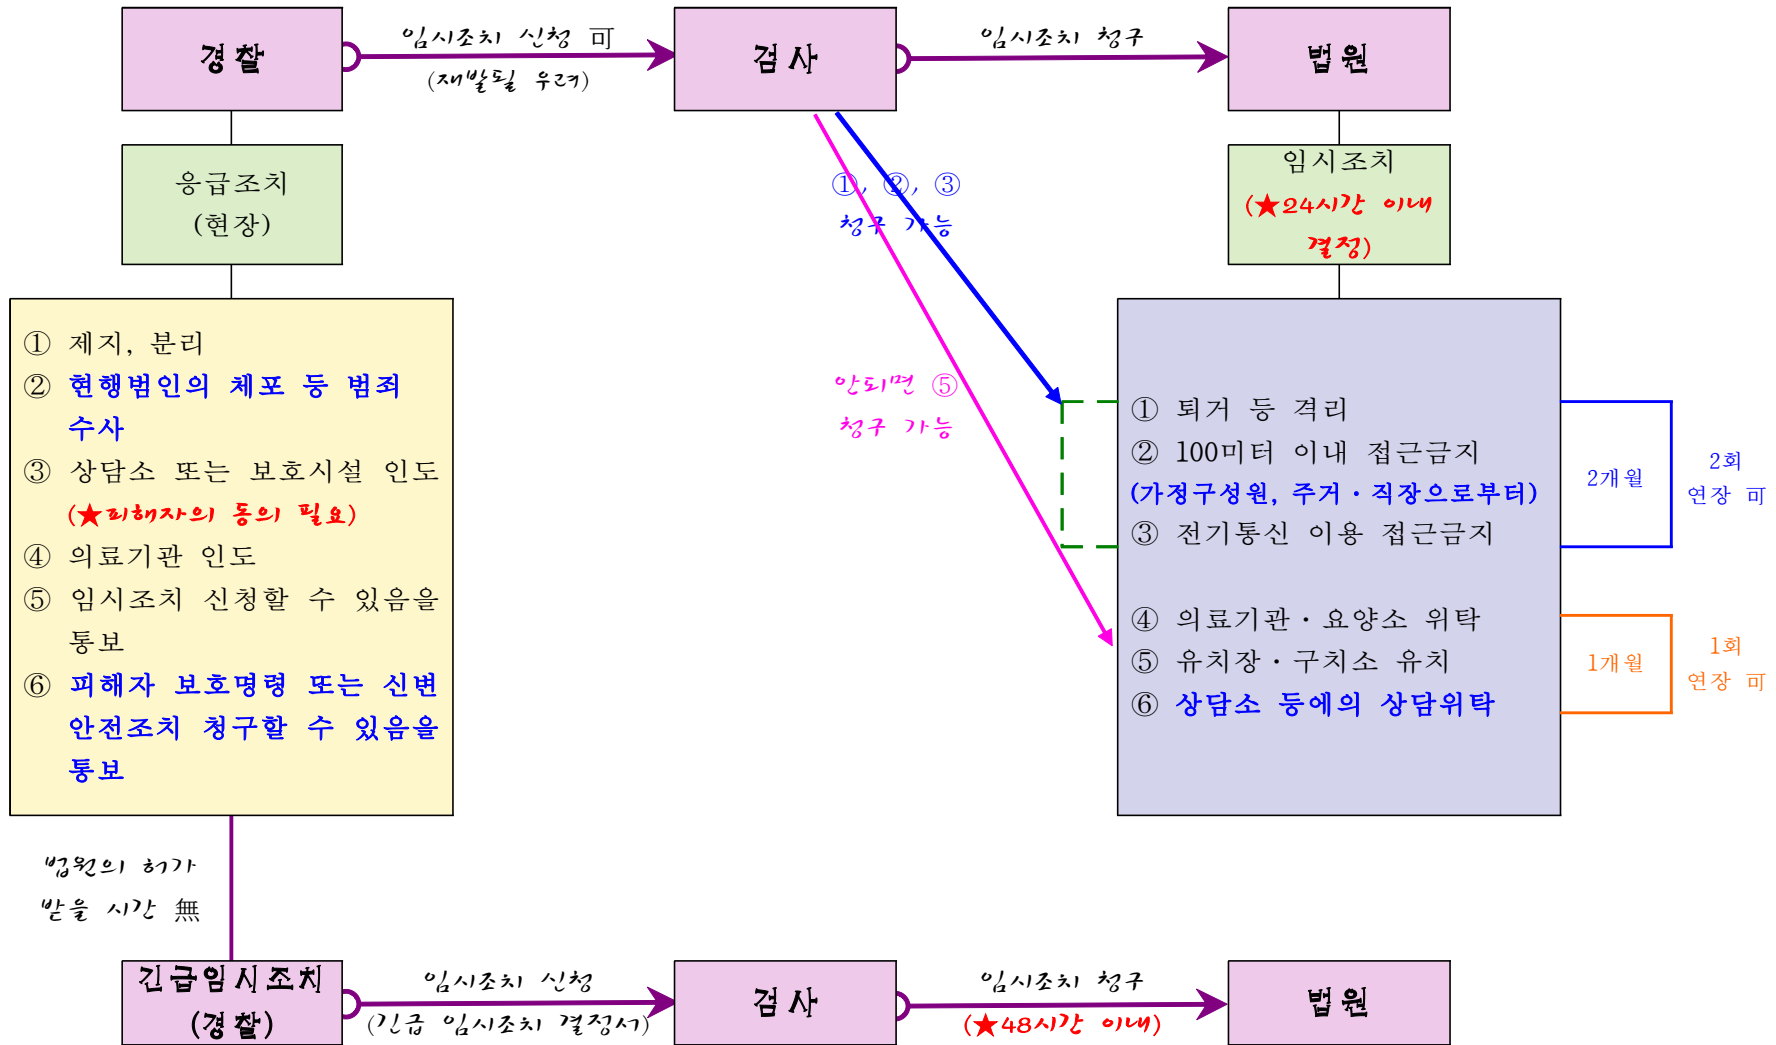 경찰
임시조치 신청 可
(재발될 우려)
검사
임시조치 청구
법원
응급조치
(현장)
임시조치
(★24시간 이내
결정)
①, ②, ③
청구 가능
안되면 ⑤
청구 가능
① 제지, 분리
② 현행범인의 체포 등 범죄
수사
③ 상담소 또는 보호시설 인도
(★피해자의 동의 필요)
④ 의료기관 인도
⑤ 임시조치 신청할 수 있음을
통보
⑥ 피해자 보호명령 또는 신변
안전조치 청구할 수 있음을
통보
① 퇴거 등 격리
② 100미터 이내 접근금지
(가정구성원, 주거・직장으로부터)
③ 전기통신 이용 접근금지
④ 의료기관・요양소 위탁
⑤ 유치장・구치소 유치
⑥ 상담소 등에의 상담위탁
2개월
2회
연장 可
1개월
1회
연장 可
법원의 허가
받을 시간 無
긴급임시조치
(경찰)
임시조치 신청
(긴급 임시조치 결정서)
검사
임시조치 청구
(★48시간 이내)
법원